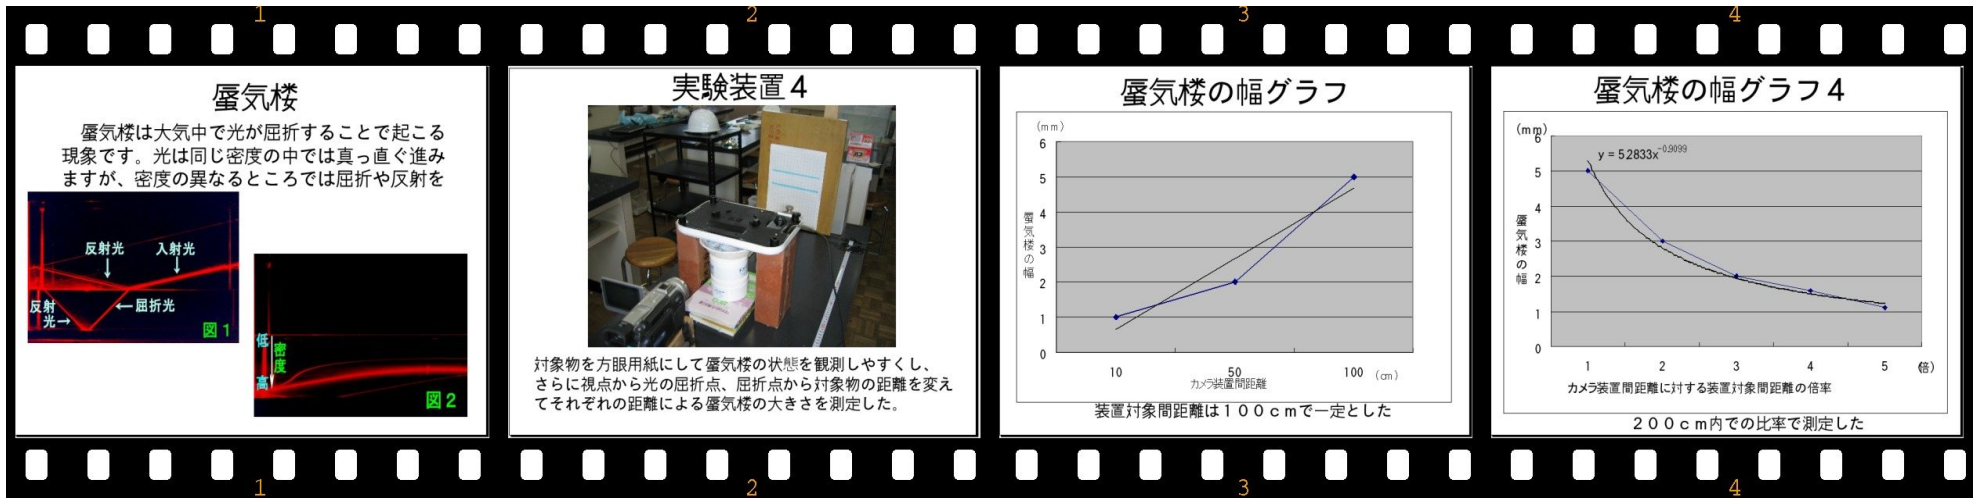 1
2
3
4
蜃気楼
蜃気楼は大気中で光が屈折することで起こる
現象です。光は同じ密度の中では真っ直ぐ進み
ますが、密度の異なるところでは屈折や反射を
反射光
入射光
反射
光→
←屈折光
図1
低
密度
高
図2
実験装置4
対象物を方眼用紙にして蜃気楼の状態を観測しやすくし、
さらに視点から光の屈折点、屈折点から対象物の距離を変え
てそれぞれの距離による蜃気楼の大きさを測定した。
蜃気楼の幅グラフ
(mm)
6
5
4
3
2
1
0
蜃気楼の幅
10 50 100 (cm)
カメラ装置間距離
装置対象間距離は100cmで一定とした
蜃気楼の幅グラフ4
(mm)
6
5
4
3
2
1
0
y = 5.2833x^-0.9099
蜃気楼の幅
1 2 3 4 5 (倍)
カメラ装置間距離に対する装置対象間距離の倍率
200cm内での比率で測定した
1
2
3
4